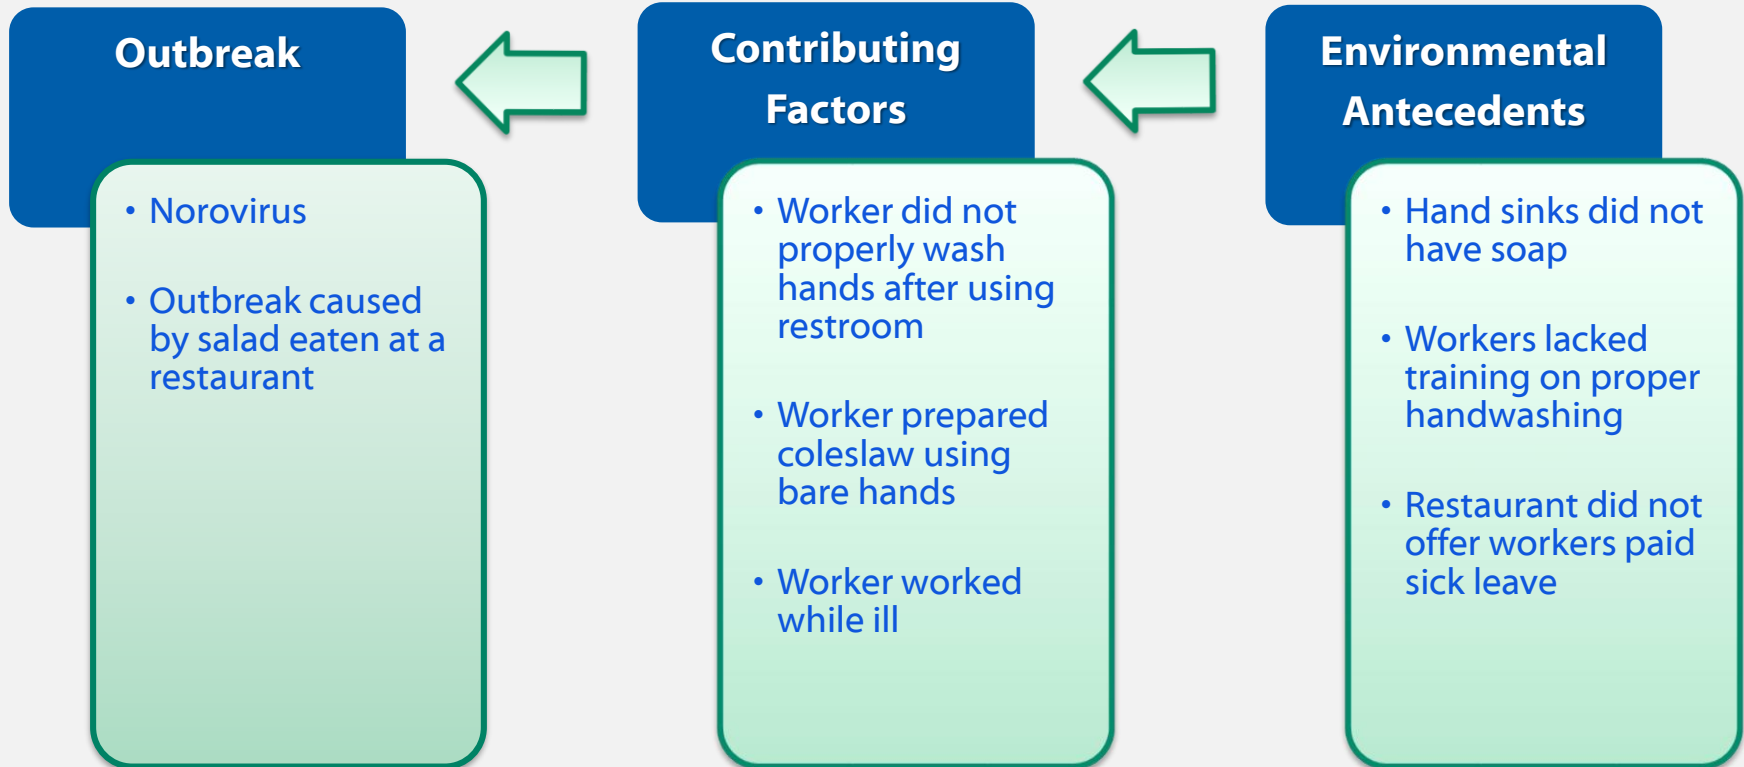 Outbreak
• Norovirus
• Outbreak caused
by salad eaten at a
restaurant
Contributing
Factors
• Worker did not
properly wash
hands after using
restroom
• Worker prepared
coleslaw using
bare hands
• Worker worked
while ill
Environmental
Antecedents
• Hand sinks did not
have soap
• Workers lacked
training on proper
handwashing
• Restaurant did not
offer workers paid
sick leave